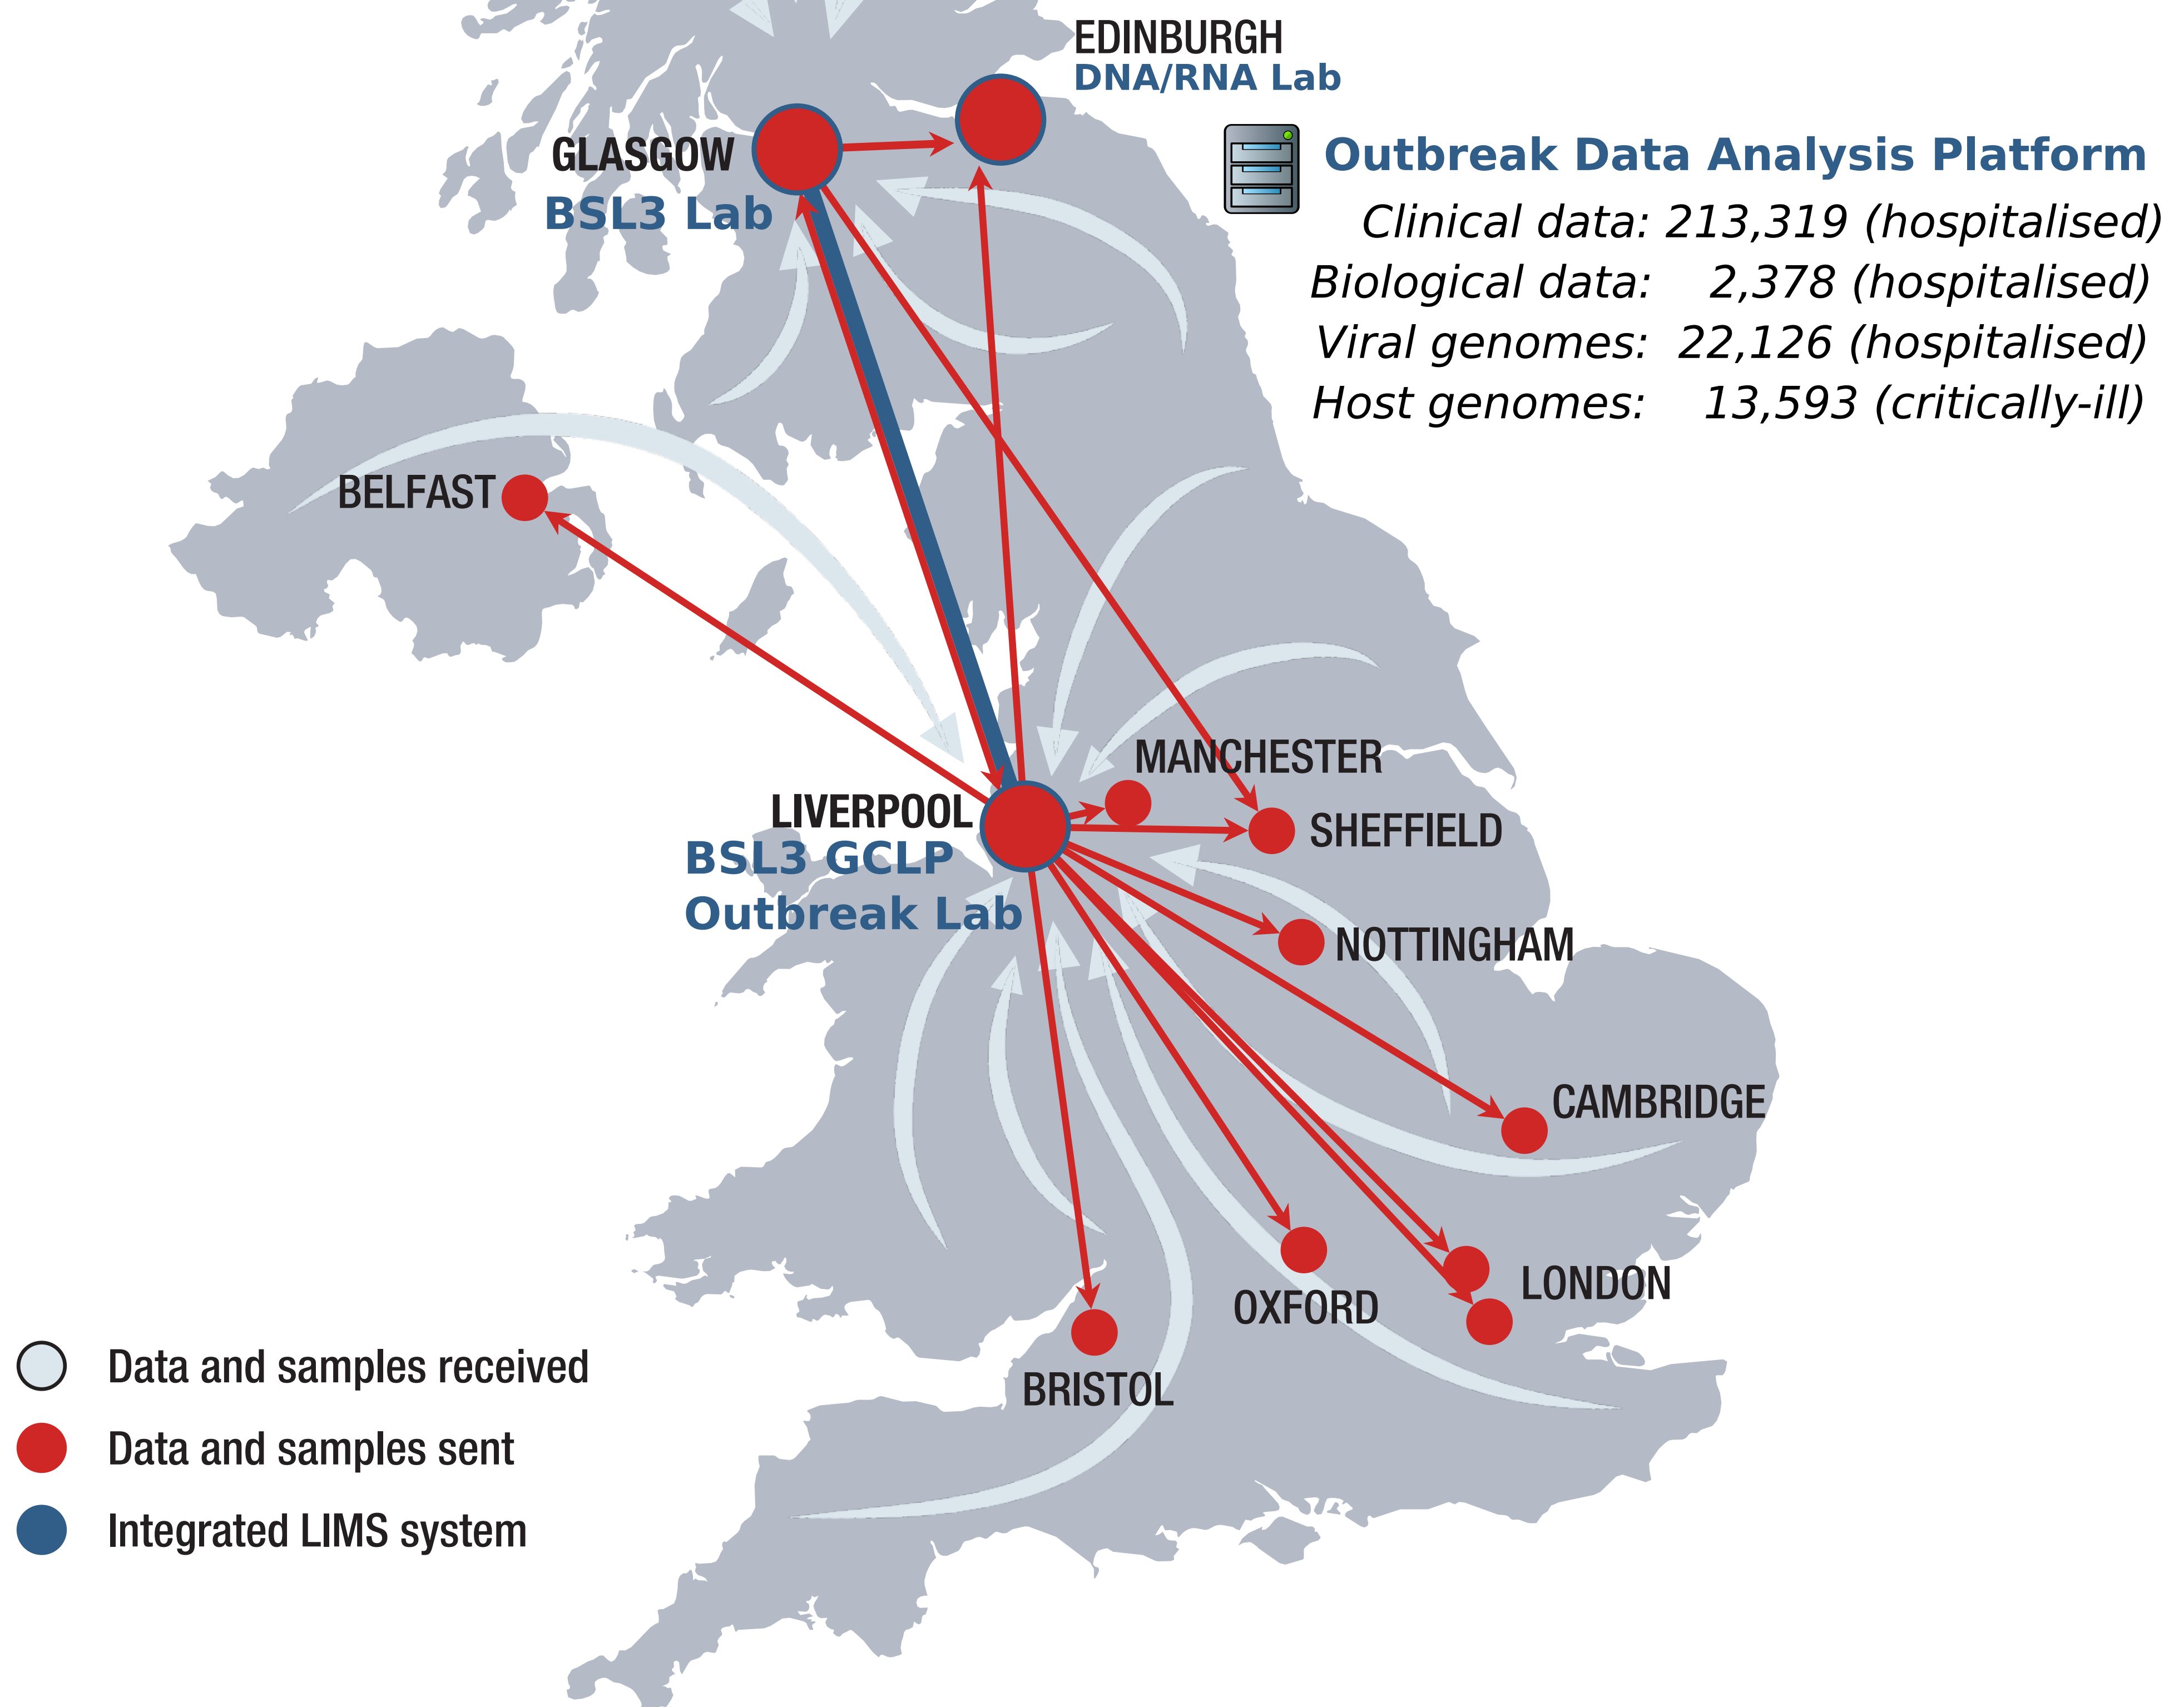 EDINBURGH
DNA/RNA Lab
GLASGOW
BSL3 Lab
Outbreak Data Analysis Platform
Clinical data: 213,319 (hospitalised)
Biological data: 2,378 (hospitalised)
Viral genomes: 22,126 (hospitalised)
Host genomes: 13,593 (critically-ill)
BELFAST
MANCHESTER
LIVERPOOL
BSL3 GCLP
Outbreak Lab
SHEFFIELD
NOTTINGHAM
CAMBRIDGE
LONDON
OXFORD
BRISTOL
Data and samples received
Data and samples sent
Integrated LIMS system